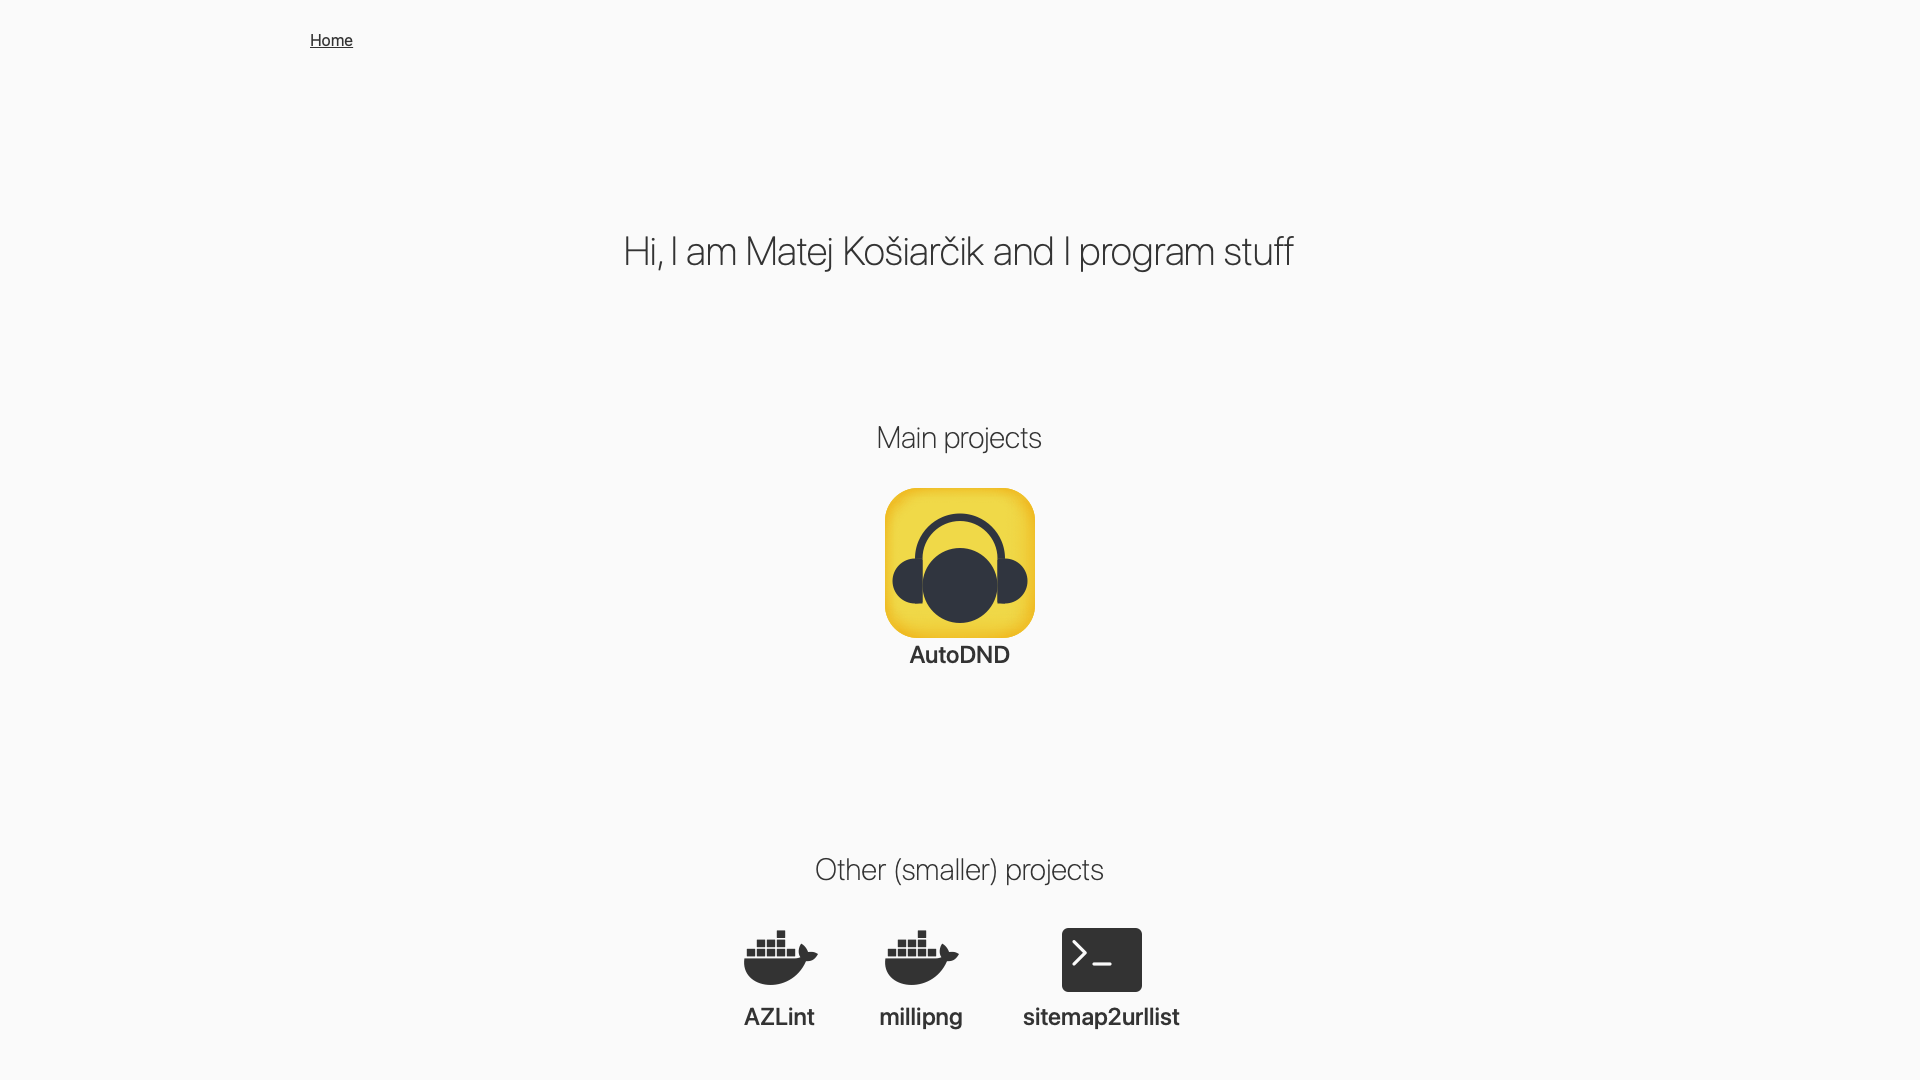 Home
Hi, I am Matej Košiarčik and I program stuff
Main projects
AutoDND
Other (smaller) projects
AZLint
millipng
sitemap2urllist